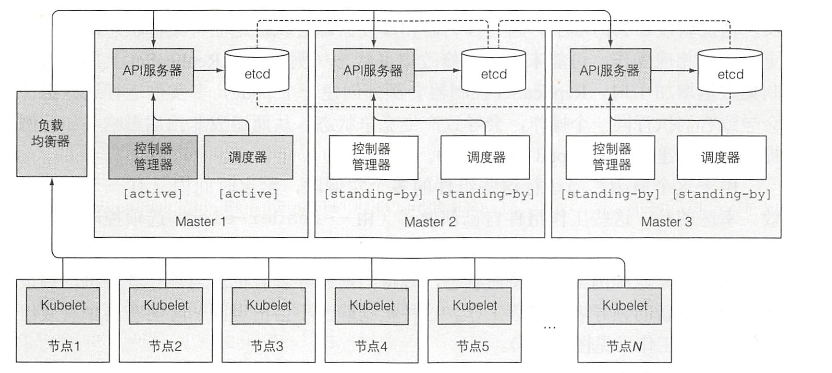 API服务器
etcd
API服务器
etcd
API服务器
etcd
负载
均衡器
控制器
管理器
调度器
控制器
管理器
调度器
控制器
管理器
调度器
[active]
[active]
[standing-by]
[standing-by]
[standing-by]
[standing-by]
Master 1
Master 2
Master 3
Kubelet
Kubelet
Kubelet
Kubelet
Kubelet
Kubelet
节点1
节点2
节点3
节点4
节点5
...
节点N